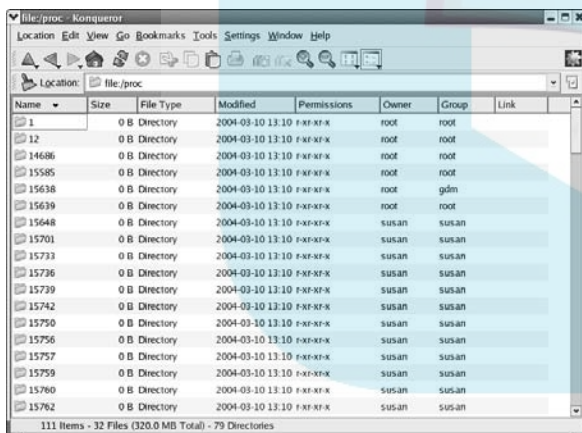 file:/proc - Konqueror
Location Edit View Go Bookmarks Tools Settings Window Help
Location: file:/proc
Name Size File Type Modified Permissions Owner Group Link
1 0 B Directory 2004-03-10 13:10 r-xr-xr-x root root
12 0 B Directory 2004-03-10 13:10 r-xr-xr-x root root
14686 0 B Directory 2004-03-10 13:10 r-xr-xr-x root root
15585 0 B Directory 2004-03-10 13:10 r-xr-xr-x root root
15638 0 B Directory 2004-03-10 13:10 r-xr-xr-x root gdm
15639 0 B Directory 2004-03-10 13:10 r-xr-xr-x root root
15648 0 B Directory 2004-03-10 13:10 r-xr-xr-x susan susan
15701 0 B Directory 2004-03-10 13:10 r-xr-xr-x susan susan
15733 0 B Directory 2004-03-10 13:10 r-xr-xr-x susan susan
15736 0 B Directory 2004-03-10 13:10 r-xr-xr-x susan susan
15739 0 B Directory 2004-03-10 13:10 r-xr-xr-x susan susan
15742 0 B Directory 2004-03-10 13:10 r-xr-xr-x susan susan
15750 0 B Directory 2004-03-10 13:10 r-xr-xr-x susan susan
15756 0 B Directory 2004-03-10 13:10 r-xr-xr-x susan susan
15757 0 B Directory 2004-03-10 13:10 r-xr-xr-x susan susan
15759 0 B Directory 2004-03-10 13:10 r-xr-xr-x susan susan
15760 0 B Directory 2004-03-10 13:10 r-xr-xr-x susan susan
15762 0 B Directory 2004-03-10 13:10 r-xr-xr-x susan susan
111 Items - 32 Files (320.0 MB Total) - 79 Directories